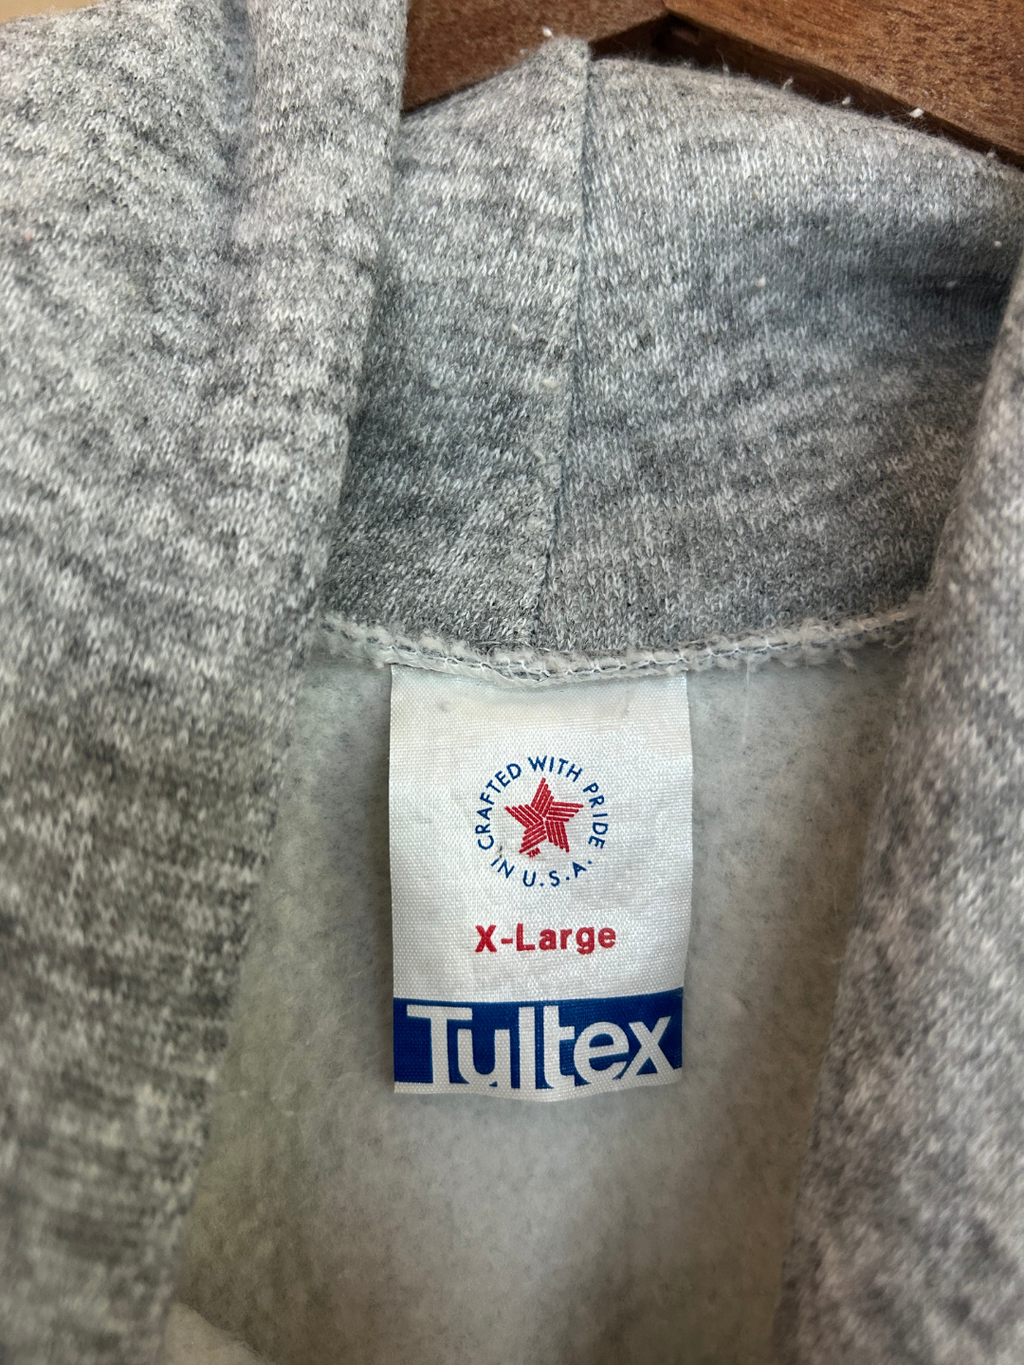 CRAFTED WITH PRIDE
IN U.S.A.
X-Large
Tultex